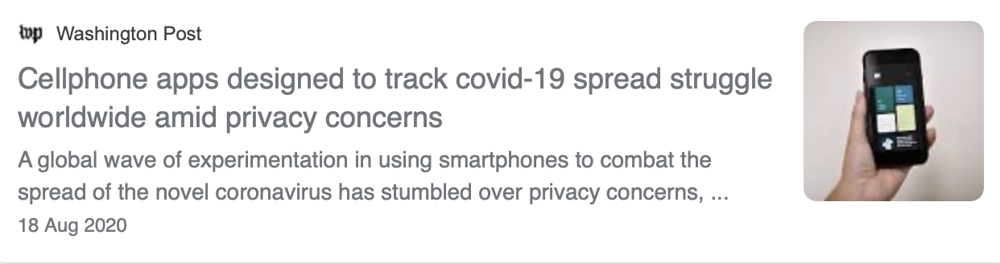 wp Washington Post
Cellphone apps designed to track covid-19 spread struggle
worldwide amid privacy concerns
A global wave of experimentation in using smartphones to combat the
spread of the novel coronavirus has stumbled over privacy concerns, ...
18 Aug 2020